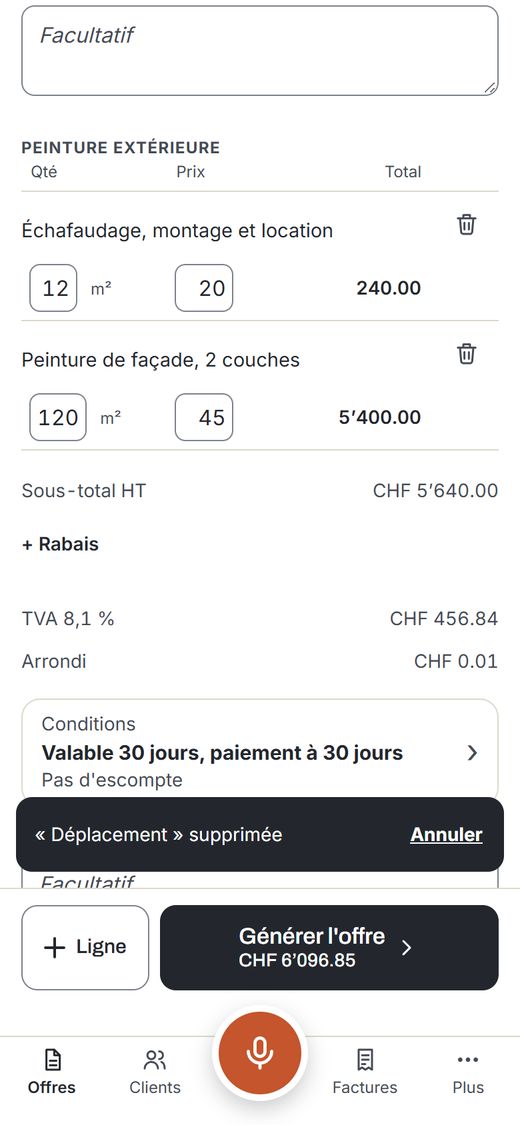 Facultatif
PEINTURE EXTÉRIEURE
Qté Prix Total
Échafaudage, montage et location
12 m² 20 240.00
Peinture de façade, 2 couches
120 m² 45 5’400.00
Sous-total HT CHF 5’640.00
+ Rabais
TVA 8,1 % CHF 456.84
Arrondi CHF 0.01
Conditions
Valable 30 jours, paiement à 30 jours
Pas d'escompte
« Déplacement » supprimée Annuler
Facultatif
+ Ligne
Générer l'offre
CHF 6’096.85
Offres Clients Factures Plus